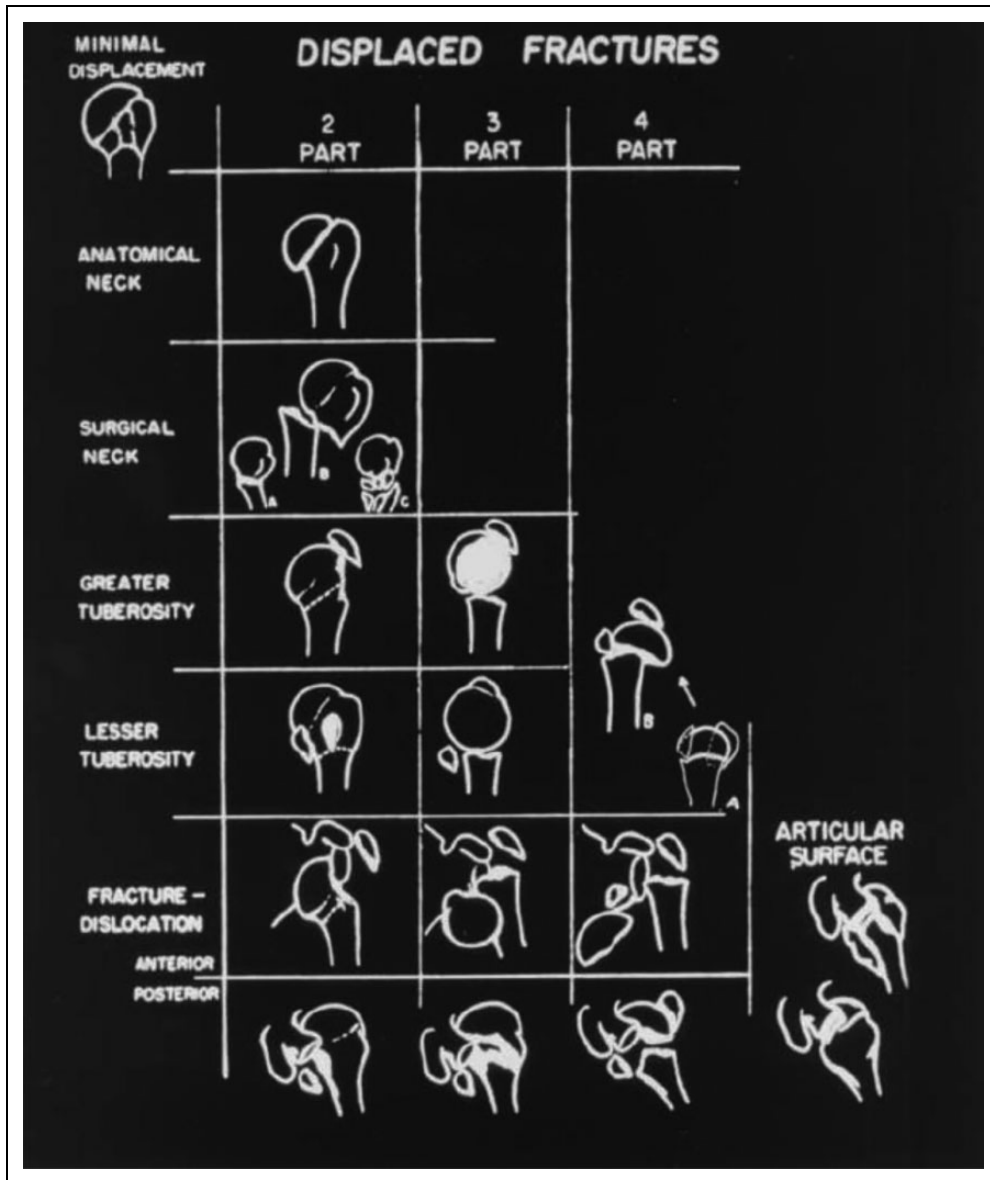 MINIMAL
DISPLACEMENT
DISPLACED FRACTURES
2
PART
3
PART
4
PART
ANATOMICAL
NECK
SURGICAL
NECK
A
B
C
GREATER
TUBEROSITY
LESSER
TUBEROSITY
B
A
ARTICULAR
SURFACE
FRACTURE-
DISLOCATION
ANTERIOR
POSTERIOR